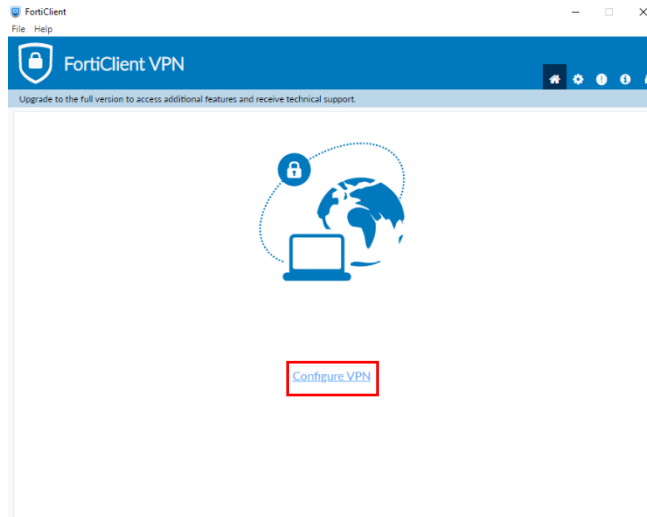 FortiClient
File Help
FortiClient VPN
Upgrade to the full version to access additional features and receive technical support.
Configure VPN